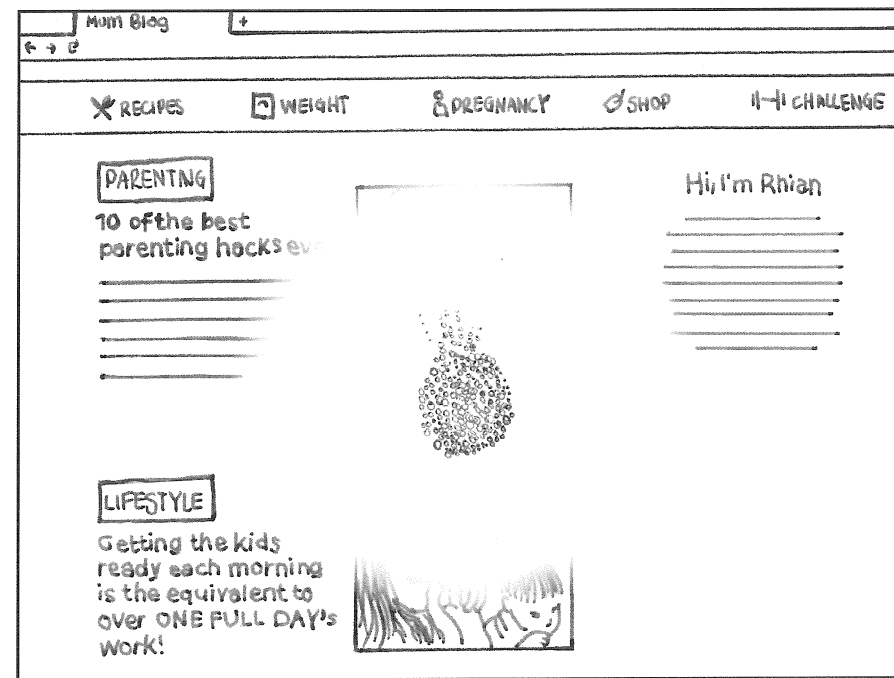 Mum Blog +
RECIPES WEIGHT PREGNANCY SHOP CHALLENGE
PARENTING
10 of the best
parenting hacks
Hi, I'm Rhian
LIFESTYLE
Getting the kids
ready each morning
is the equivalent to
over ONE FULL DAY's
work!